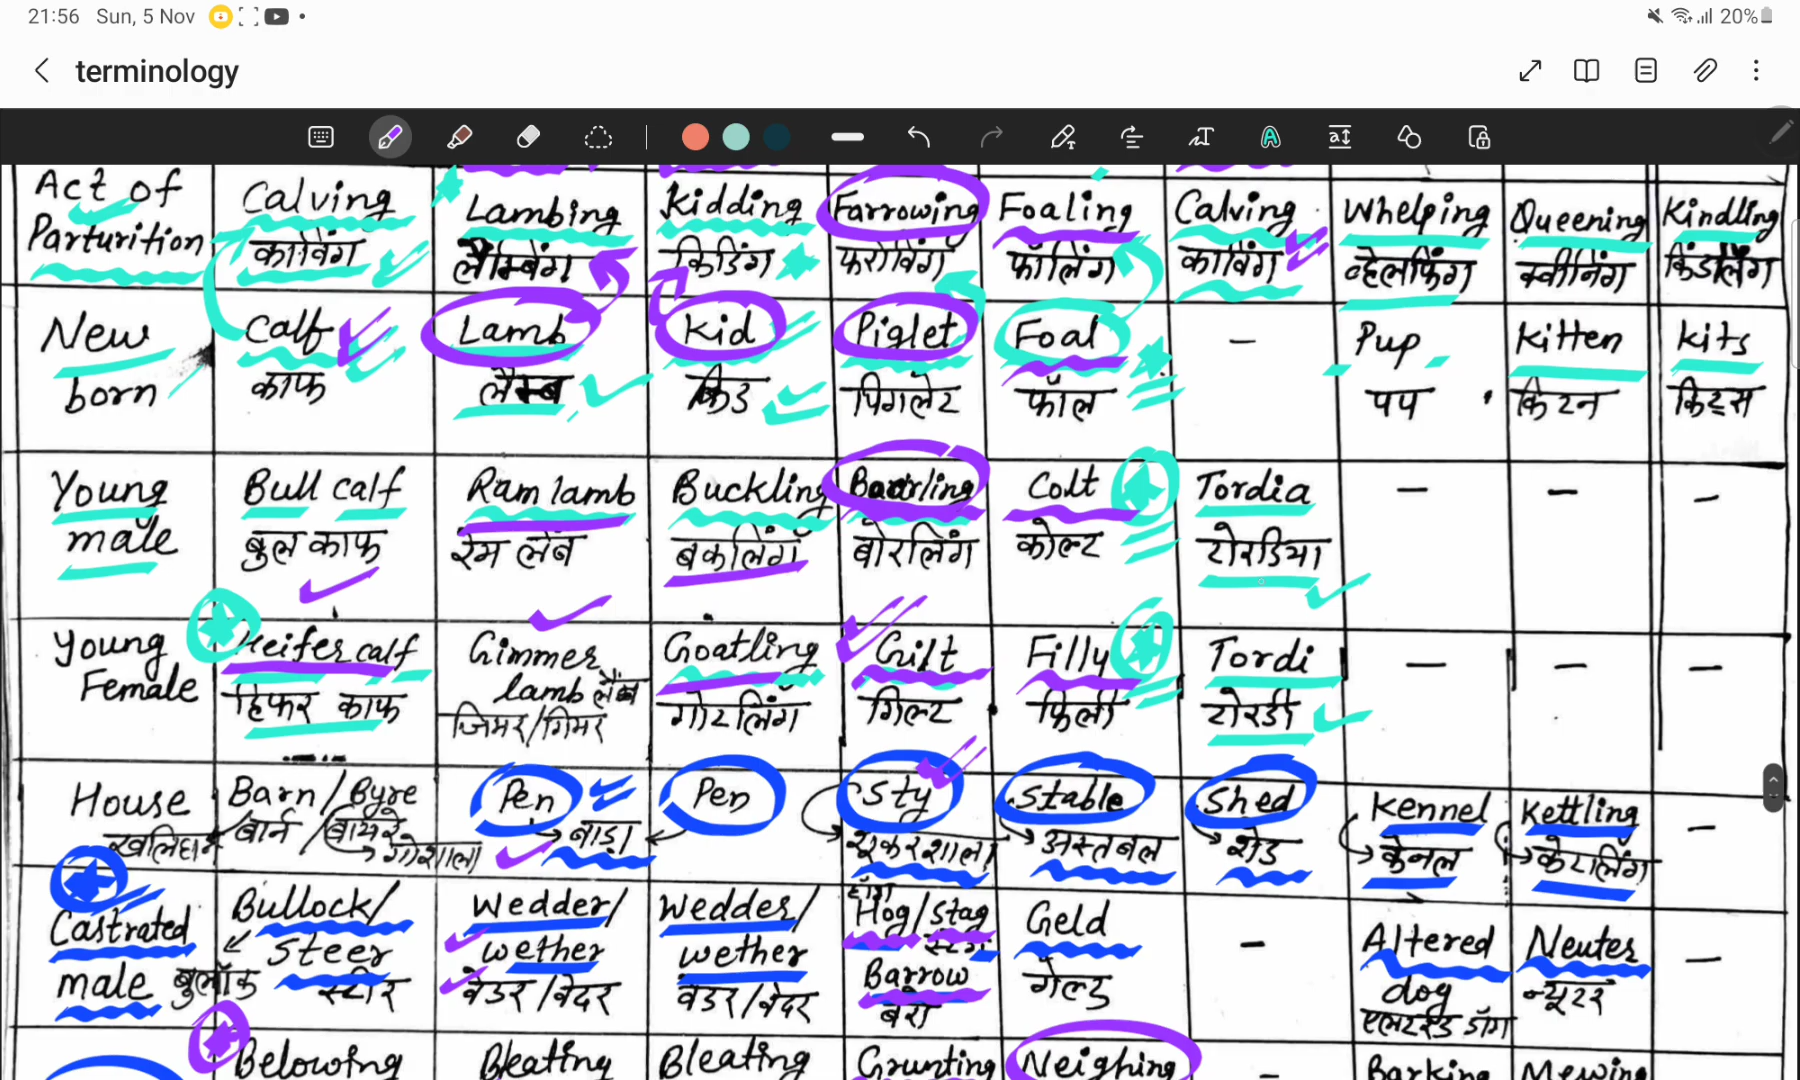 21:56 Sun, 5 Nov
20%
terminology
Act of Parturition
Calving
काविंग
Lambing
लैम्बिंग
Kidding
किडिंग
Farrowing
फरोविंग
Foaling
फॉलिंग
Calving
काविंग
Whelping
व्हेलपिंग
Queening
क्वीनिंग
Kindling
किंडलिंग
New born
Calf
काफ
Lamb
लैम्ब
Kid
किड
Piglet
पिगलेट
Foal
फॉल
-
Pup
पप
Kitten
किटन
kits
किट्स
Young male
Bull calf
बुल काफ
Ram lamb
रेम लेंब
Buckling
बकलिंग
Boarling
बोरलिंग
Colt
कोल्ट
Tordia
टोरडिया
-
-
-
Young Female
Heifer calf
हिफर काफ
Gimmer lamb
जिमर/गिमर
Goatling
गोटलिंग
Gilt
गिल्ट
Filly
फिली
Tordi
टोरडी
-
-
-
House
Barn/Byre
खलिहान
बार्न/बायर
गौशाला
Pen
बाड़ा
Pen
Sty
शूकरशाला
Stable
अस्तबल
Shed
शेड
Kennel
केनल
Kettling
केटलिंग
-
Castrated male
Bullock/
Steer
बुलॉक
स्टीर
Wedder/
wether
वेडर/वेदर
Wedder/
wether
वेडर/वेदर
हॉग
Hog/Stag
स्टैग
Barrow
बैरो
Geld
गेल्ड
-
Altered dog
एल्टरड डॉग
Neuter
न्यूटर
-
Belowing
Bleating
Bleating
Grunting
Neighing
-
Barking
Mewing